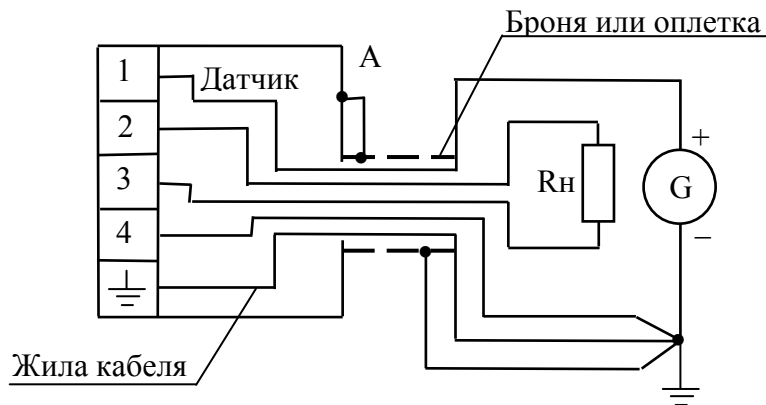 Броня или оплетка
А
1
Датчик
2
+
3
Rн
G
4
–
Жила кабеля